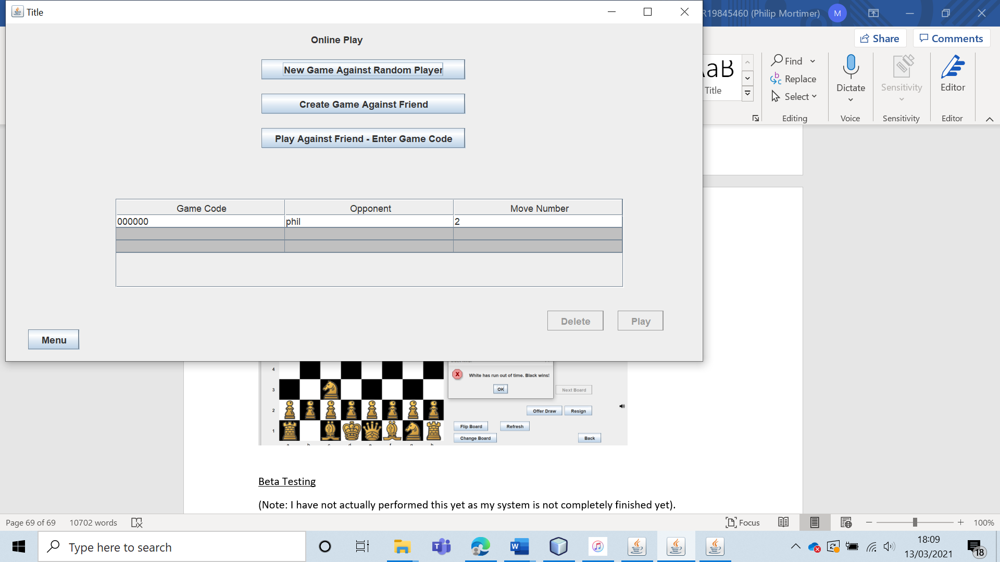 Title
R19845460 (Philip Mortimer)
M
Online Play
Share
Comments
New Game Against Random Player
AaB
Title
Find
Replace
Select
Dictate
Sensitivity
Editor
Editing
Voice
Sensitivity
Editor
Create Game Against Friend
Play Against Friend - Enter Game Code
Game Code Opponent Move Number
000000 phil 2
Delete
Play
Menu
4
3
2
1
White has run out of time. Black wins!
OK
Next Board
Offer Draw
Resign
Flip Board
Refresh
Change Board
Back
Beta Testing
(Note: I have not actually performed this yet as my system is not completely finished yet).
Page 69 of 69
10702 words
Focus
100%
Type here to search
18:09
13/03/2021
18